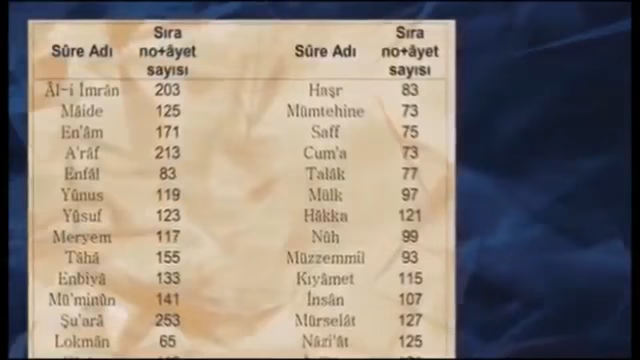 Sûre Adı Sıra no+âyet sayısı Sûre Adı Sıra no+âyet sayısı
Âl-i İmrân 203 Haşr 83
Mâide 125 Mümtehine 73
En'âm 171 Saff 75
A'râf 213 Cum'a 73
Enfâl 83 Talâk 77
Yûnus 119 Mülk 97
Yûsuf 123 Hâkka 121
Meryem 117 Nûh 99
Tâhâ 155 Müzzemmil 93
Enbiyâ 133 Kıyâmet 115
Mü'minûn 141 İnsân 107
Şu'arâ 253 Mürselât 127
Lokmân 65 Nâzi'ât 125